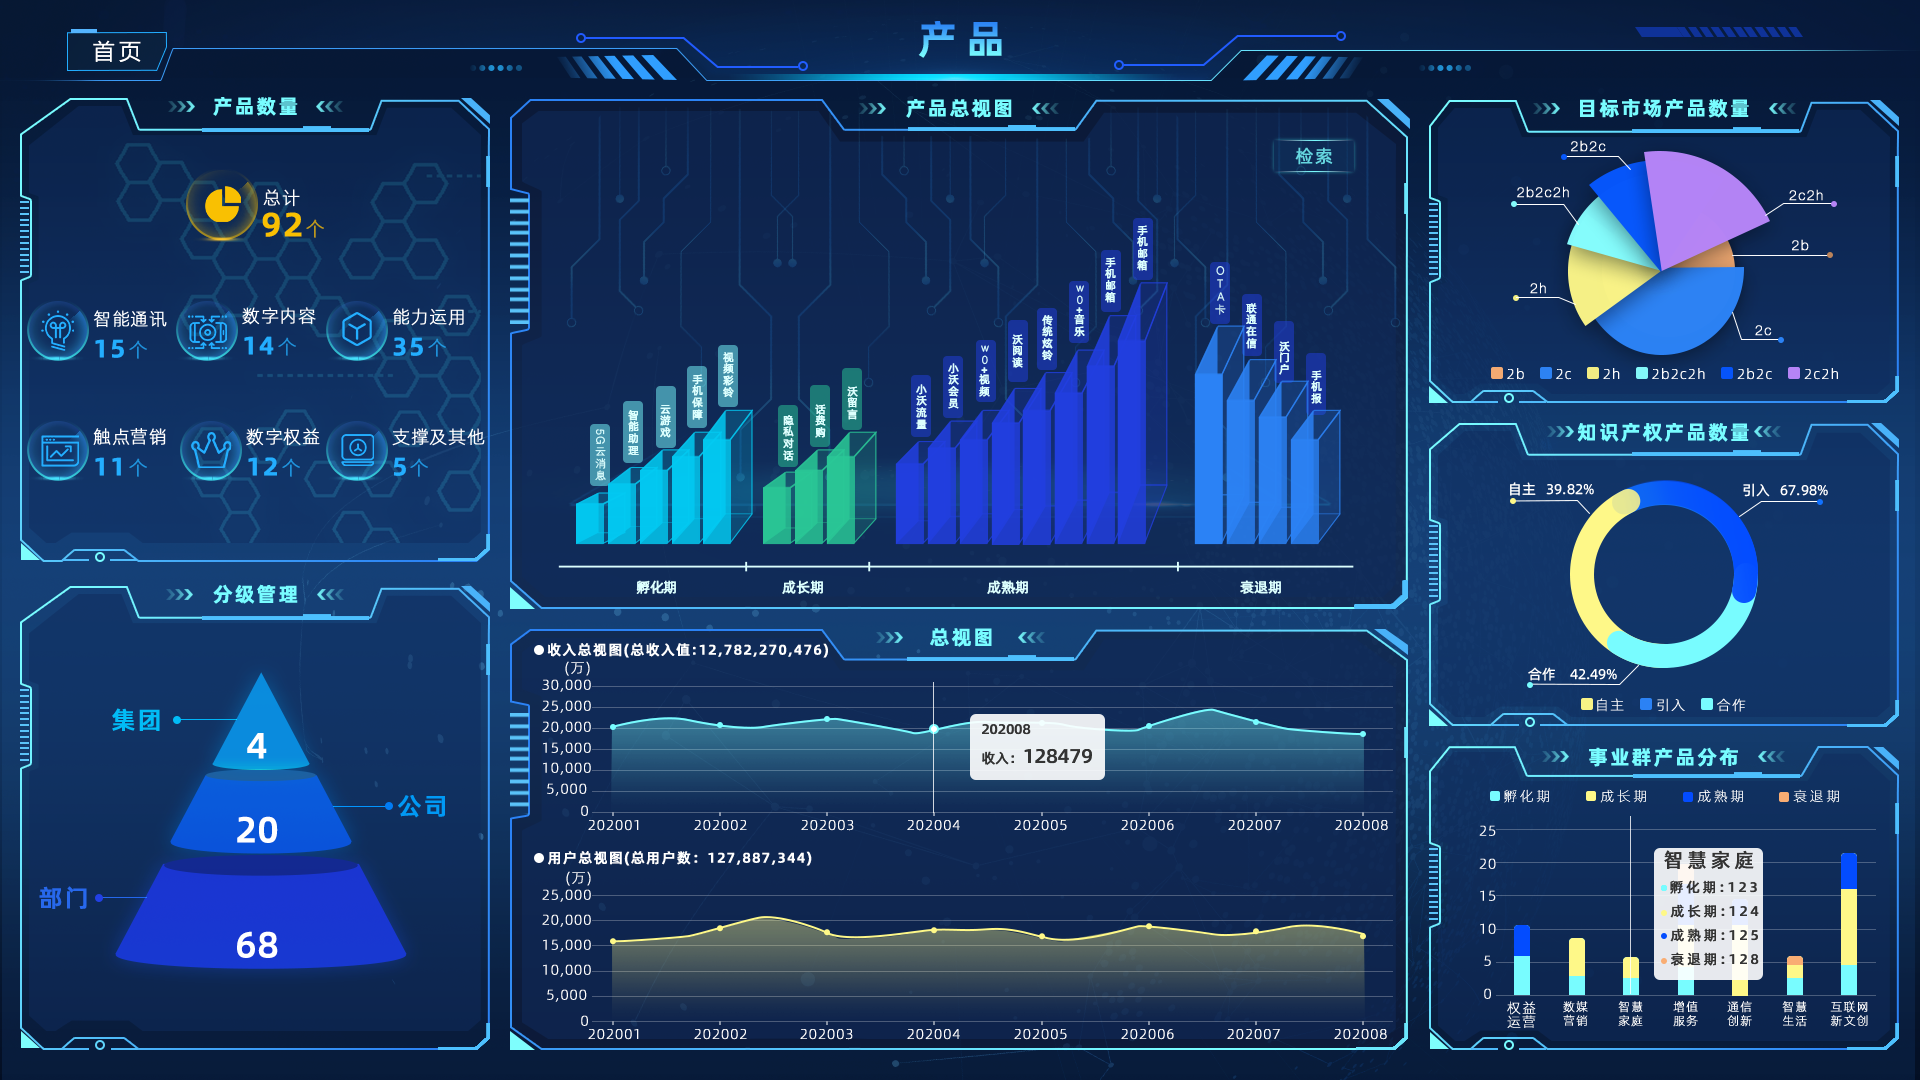 首页
产品
产品数量
总计
92个
智能通讯
15个
数字内容
14个
能力运用
35个
触点营销
11个
数字权益
12个
支撑及其他
5个
分级管理
集团
4
公司
20
部门
68
产品总视图
检索
5G云消息
智能助理
云游戏
手机保障
视频彩铃
隐私对话
话费购
沃留言
小沃流量
小沃会员
wo+视频
沃阅读
传统炫铃
wo+音乐
手机邮箱
手机邮箱
OTA卡
联通在信
沃门户
手机报
孵化期
成长期
成熟期
衰退期
总视图
收入总视图(总收入值:12,782,270,476)
(万)
30,000
25,000
20,000
15,000
10,000
5,000
0
202001 202002 202003 202004 202005 202006 202007 202008
202008
收入: 128479
用户总视图(总用户数: 127,887,344)
(万)
25,000
20,000
15,000
10,000
5,000
0
202001 202002 202003 202004 202005 202006 202007 202008
目标市场产品数量
2b2c
2b2c2h
2c2h
2b
2h
2c
2b 2c 2h 2b2c2h 2b2c 2c2h
知识产权产品数量
自主 39.82%
引入 67.98%
合作 42.49%
自主 引入 合作
事业群产品分布
孵化期 成长期 成熟期 衰退期
25
20
15
10
5
0
智慧家庭
孵化期:123
成长期:124
成熟期:125
衰退期:128
权益运营
数媒营销
智慧家庭
增值服务
通信创新
智慧生活
互联网新文创